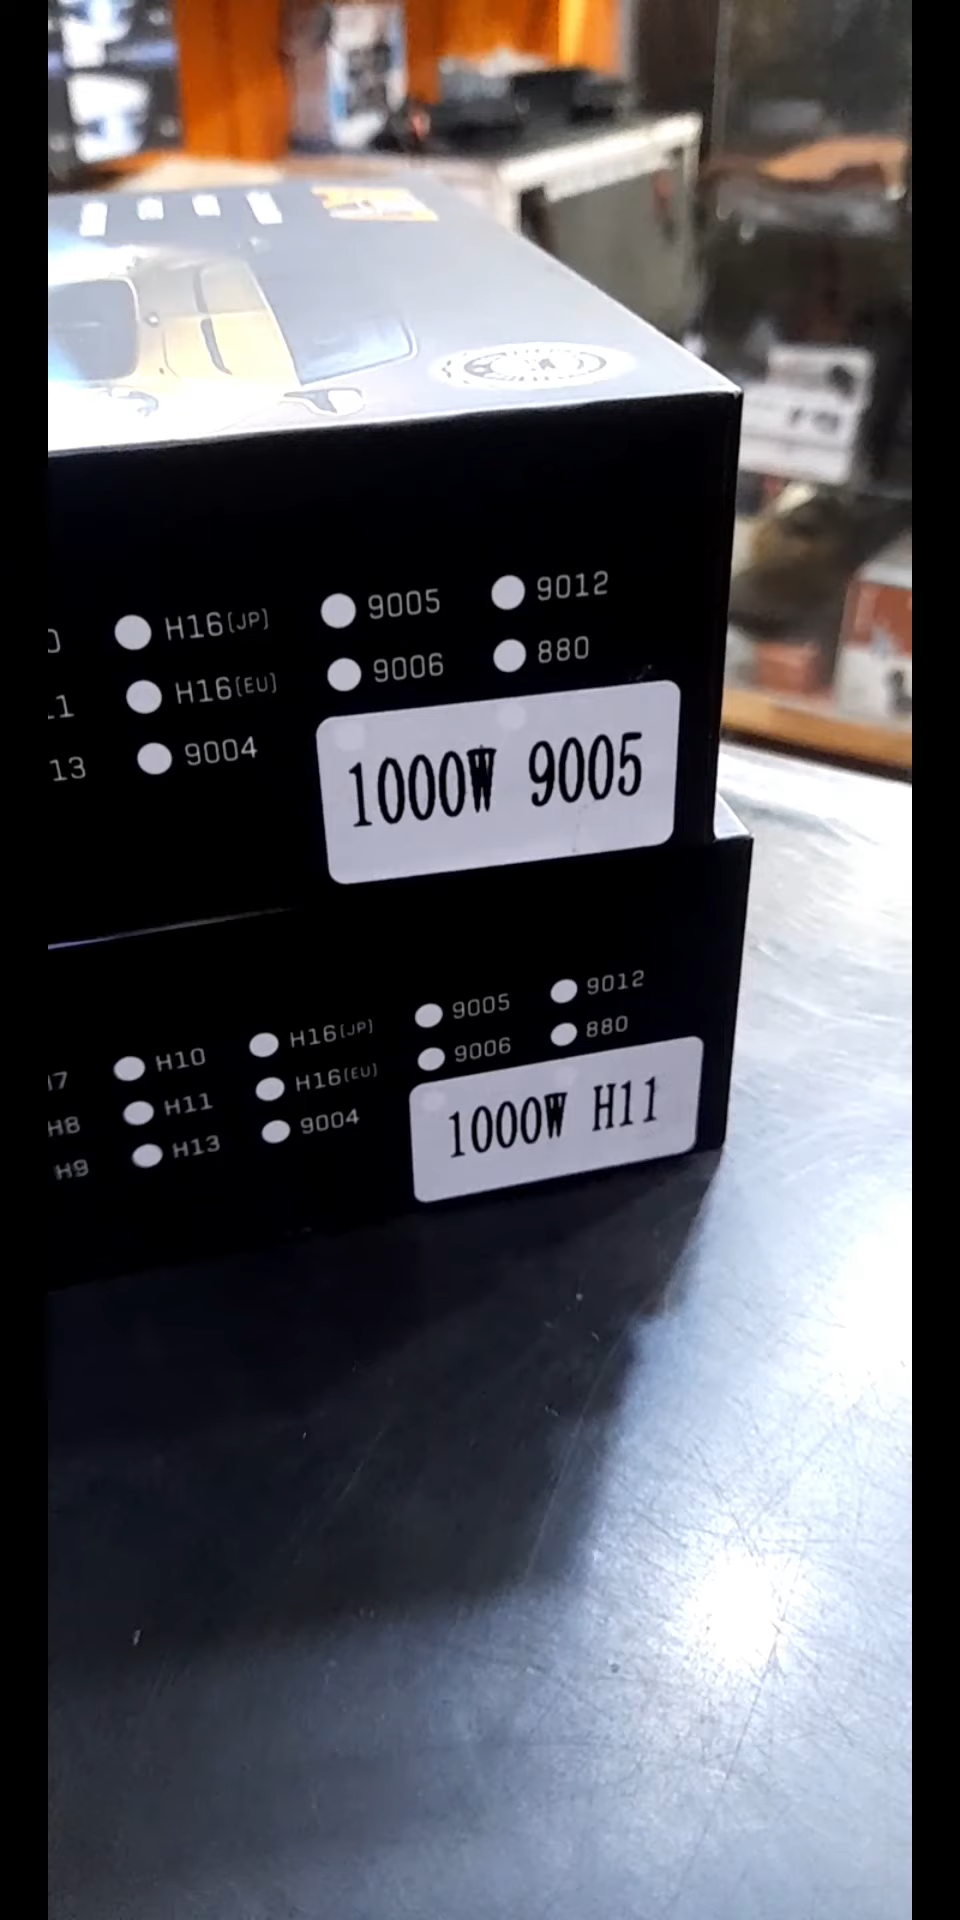 H16(JP) 9005 9012
H16(EU) 9006 880
13 9004
1000W 9005
H10 H16(JP) 9005 9012
H8 H11 H16(EU) 9006 880
H9 H13 9004
1000W H11